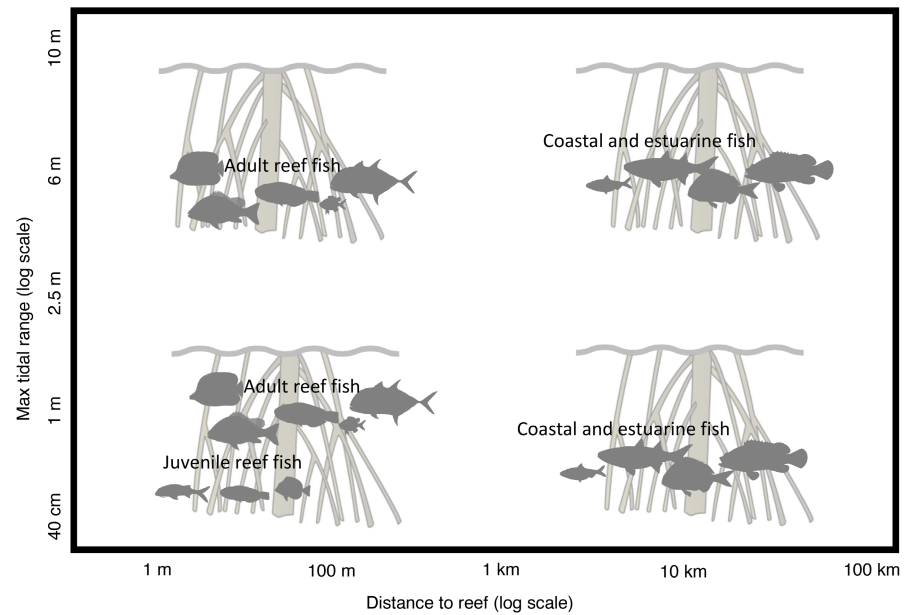 10 m
6 m
2.5 m
1 m
40 cm
Max tidal range (log scale)
Adult reef fish
Coastal and estuarine fish
Adult reef fish
Juvenile reef fish
Coastal and estuarine fish
1 m
100 m
1 km
10 km
100 km
Distance to reef (log scale)